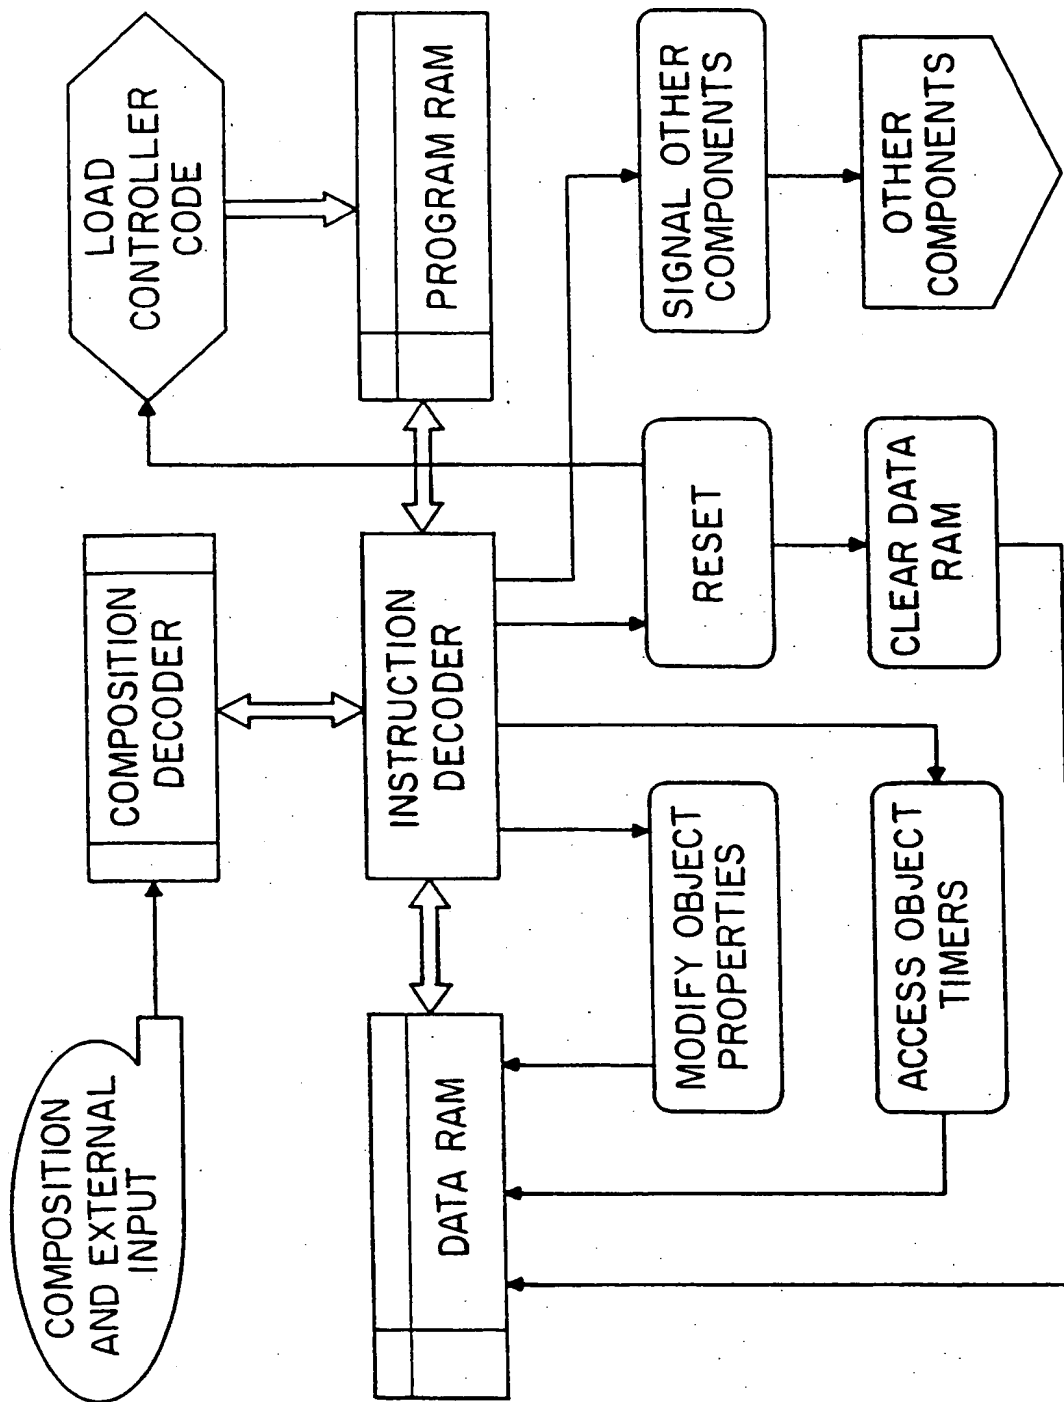 COMPOSITION
AND EXTERNAL
INPUT
COMPOSITION
DECODER
LOAD
CONTROLLER
CODE
DATA RAM
INSTRUCTION
DECODER
PROGRAM RAM
MODIFY OBJECT
PROPERTIES
RESET
SIGNAL OTHER
COMPONENTS
ACCESS OBJECT
TIMERS
CLEAR DATA
RAM
OTHER
COMPONENTS